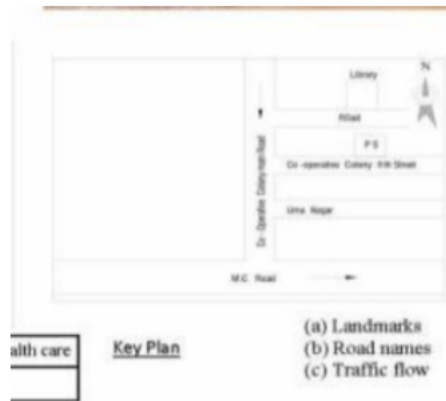 Library
N
Road
P S
Co -operative Colony IVth Street
Co - Operative Colony main Road
Uma Nagar
M.C. Road
(a) Landmarks
alth care
Key Plan
(b) Road names
(c) Traffic flow